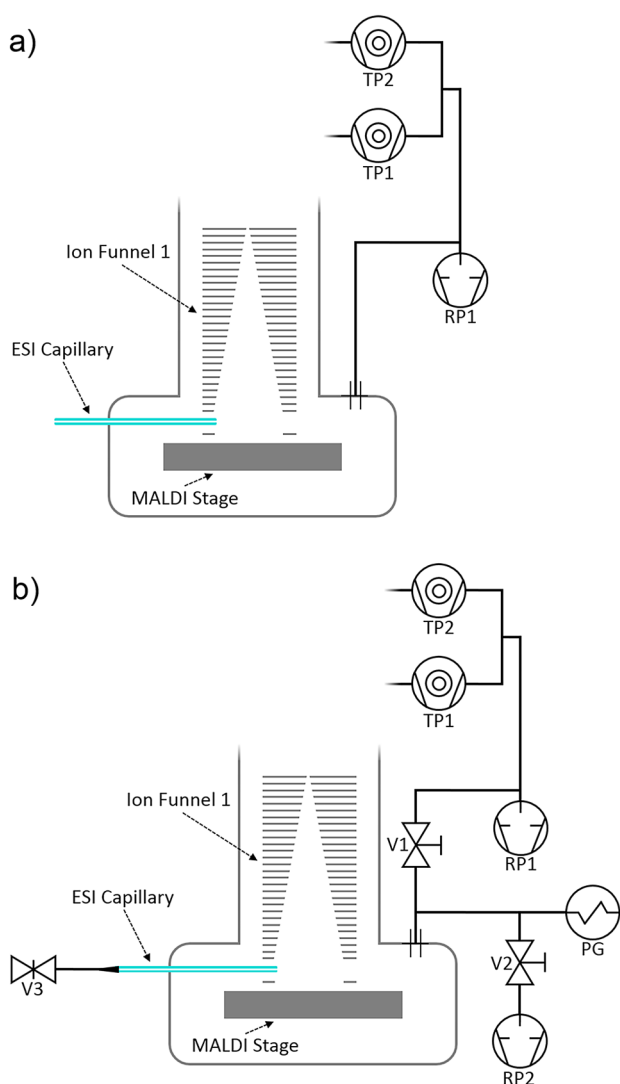 a)
TP2
TP1
Ion Funnel 1
RP1
ESI Capillary
MALDI Stage
b)
TP2
TP1
Ion Funnel 1
V1
RP1
ESI Capillary
PG
V2
V3
MALDI Stage
RP2